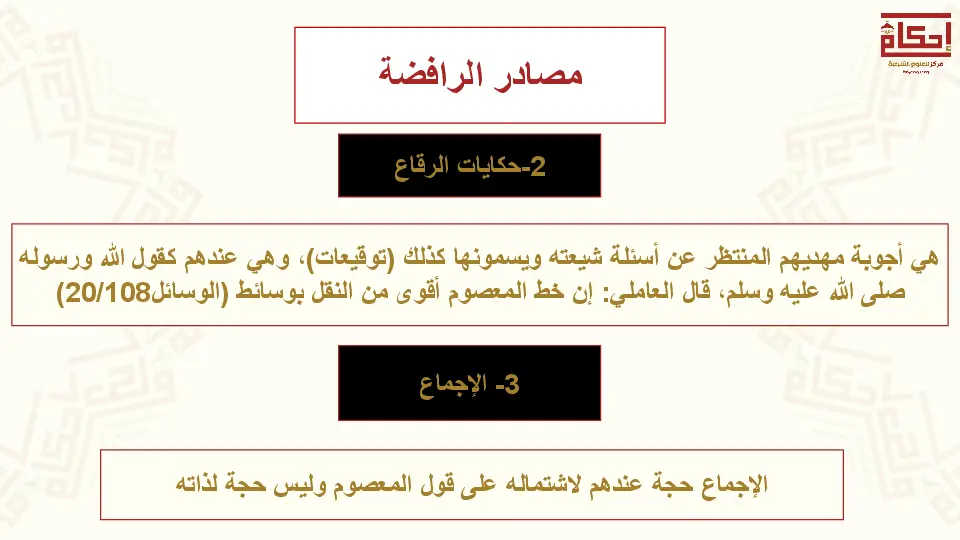 إحكام
مركز للعلوم الشرعية
مصادر الرافضة
2-حكايات الرقاع
هي أجوبة مهديهم المنتظر عن أسئلة شيعته ويسمونها كذلك (توقيعات)، وهي عندهم كقول الله ورسوله
صلى الله عليه وسلم، قال العاملي: إن خط المعصوم أقوى من النقل بوسائط (الوسائل20/108)
3- الإجماع
الإجماع حجة عندهم لاشتماله على قول المعصوم وليس حجة لذاته